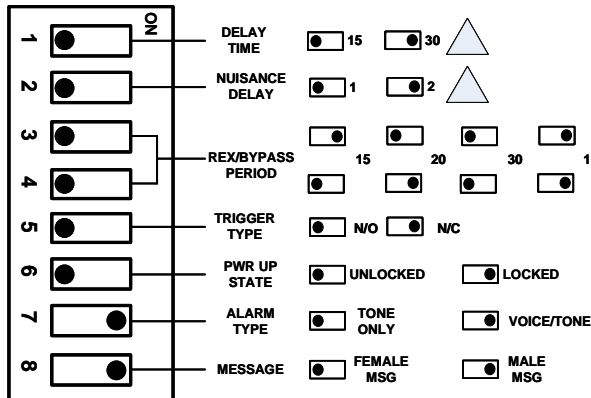 ON
1 DELAY TIME 15 30
2 NUISANCE DELAY 1 2
3
REX/BYPASS PERIOD 15 20 30 1
4
5 TRIGGER TYPE N/O N/C
6 PWR UP STATE UNLOCKED LOCKED
7 ALARM TYPE TONE ONLY VOICE/TONE
8 MESSAGE FEMALE MSG MALE MSG